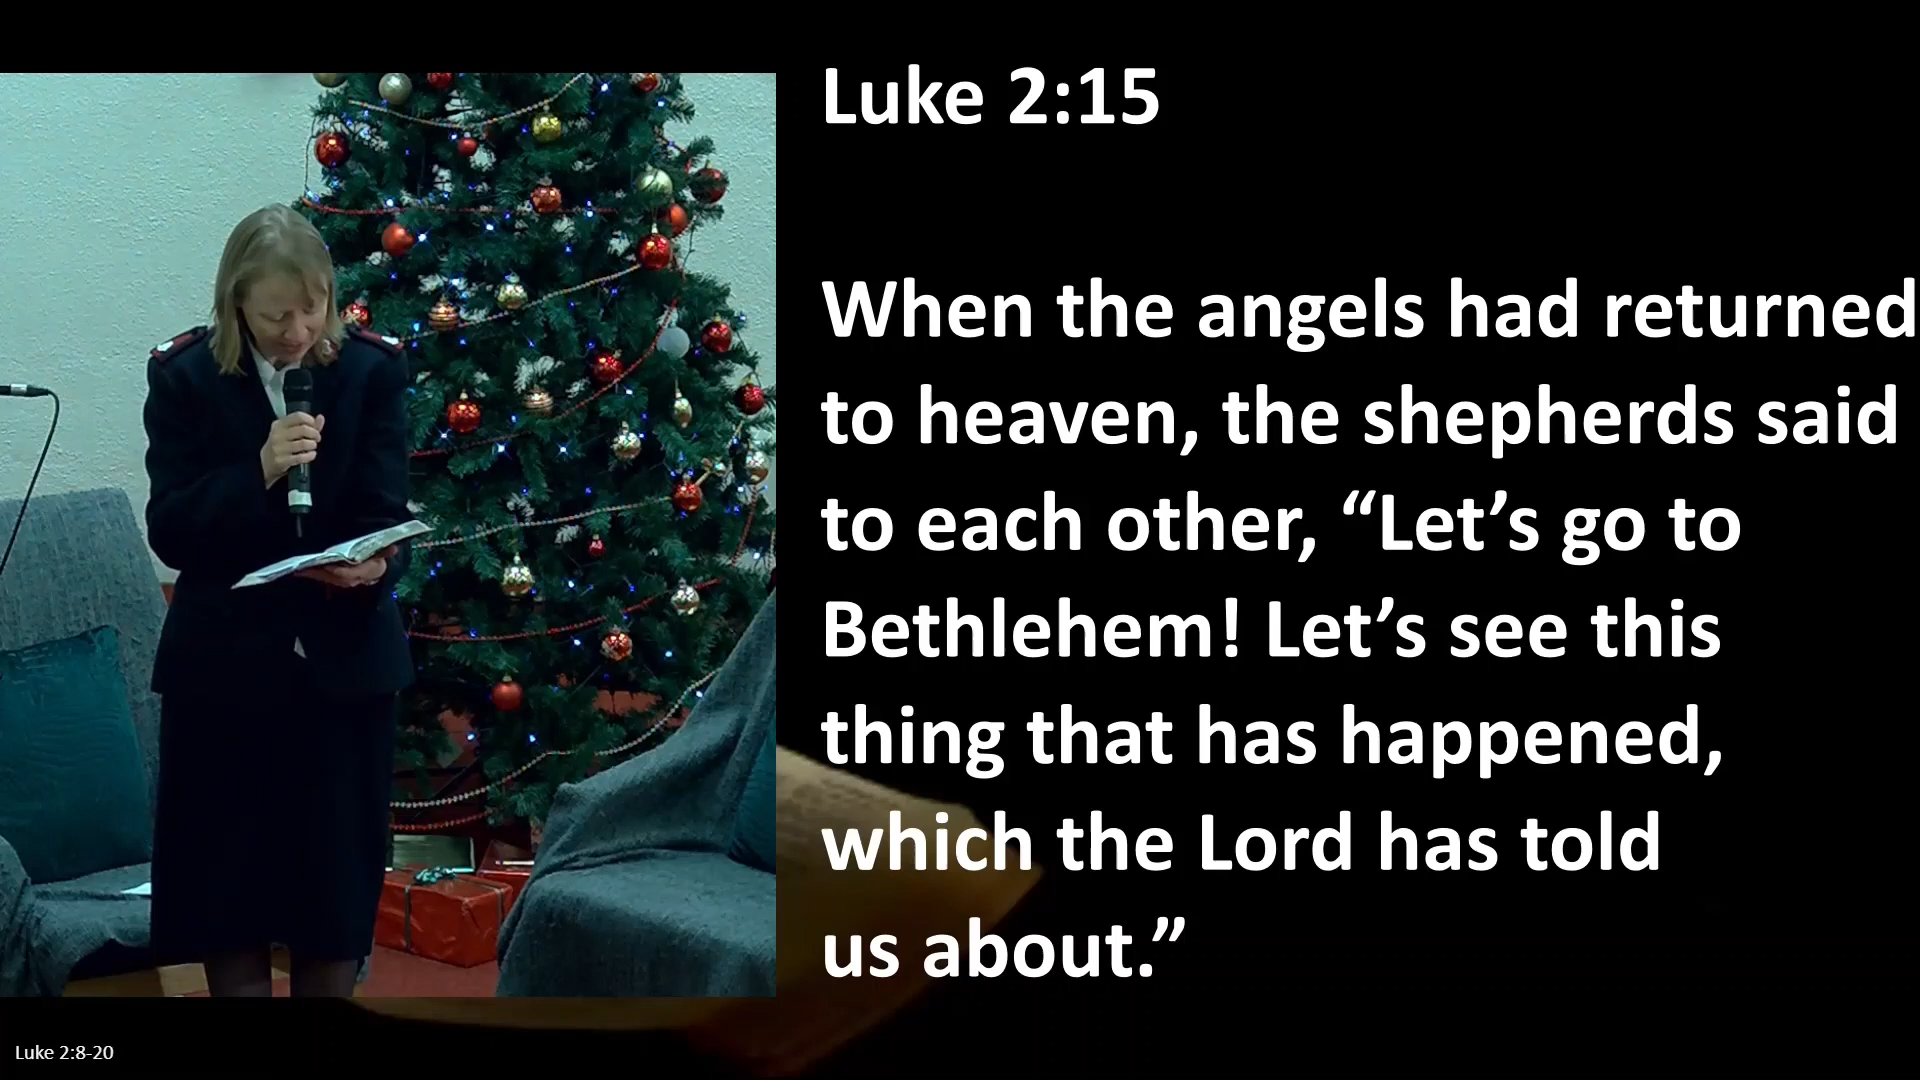 Luke 2:15
When the angels had returned
to heaven, the shepherds said
to each other, “Let’s go to
Bethlehem! Let’s see this
thing that has happened,
which the Lord has told
us about.”
Luke 2:8-20